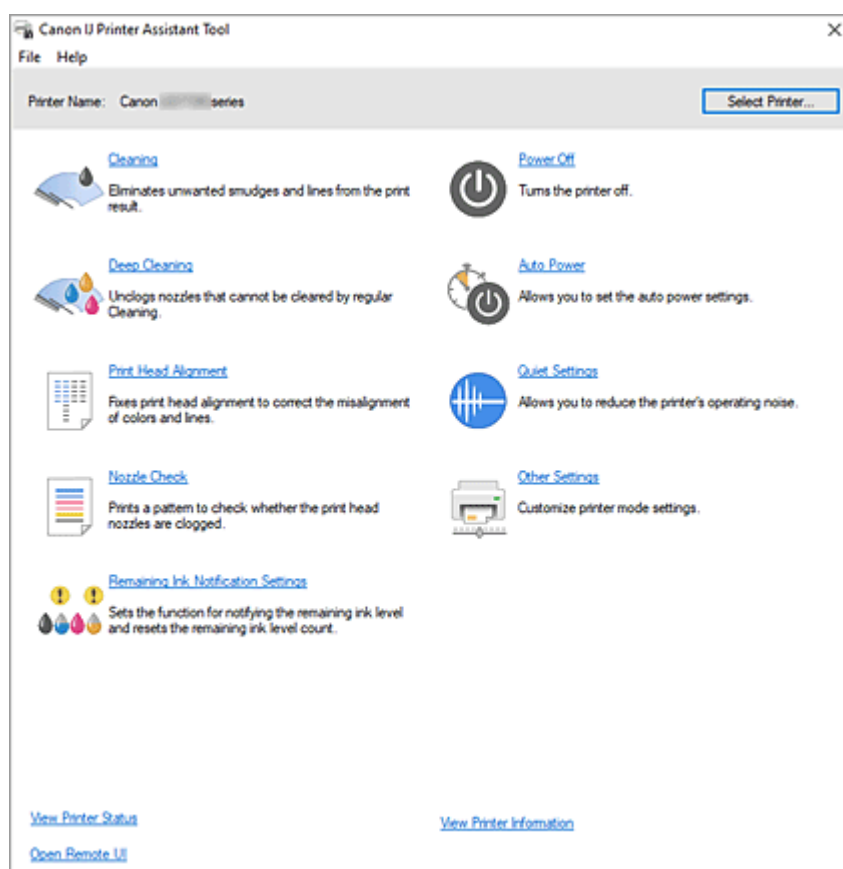 Canon IJ Printer Assistant Tool
File Help
Printer Name: Canon series
Select Printer...
Cleaning
Eliminates unwanted smudges and lines from the print
result.
Power Off
Turns the printer off.
Deep Cleaning
Unclogs nozzles that cannot be cleared by regular
Cleaning.
Auto Power
Allows you to set the auto power settings.
Print Head Alignment
Fixes print head alignment to correct the misalignment
of colors and lines.
Quiet Settings
Allows you to reduce the printer's operating noise.
Nozzle Check
Prints a pattern to check whether the print head
nozzles are clogged.
Other Settings
Customize printer mode settings.
Remaining Ink Notification Settings
Sets the function for notifying the remaining ink level
and resets the remaining ink level count.
View Printer Status
View Printer Information
Open Remote UI